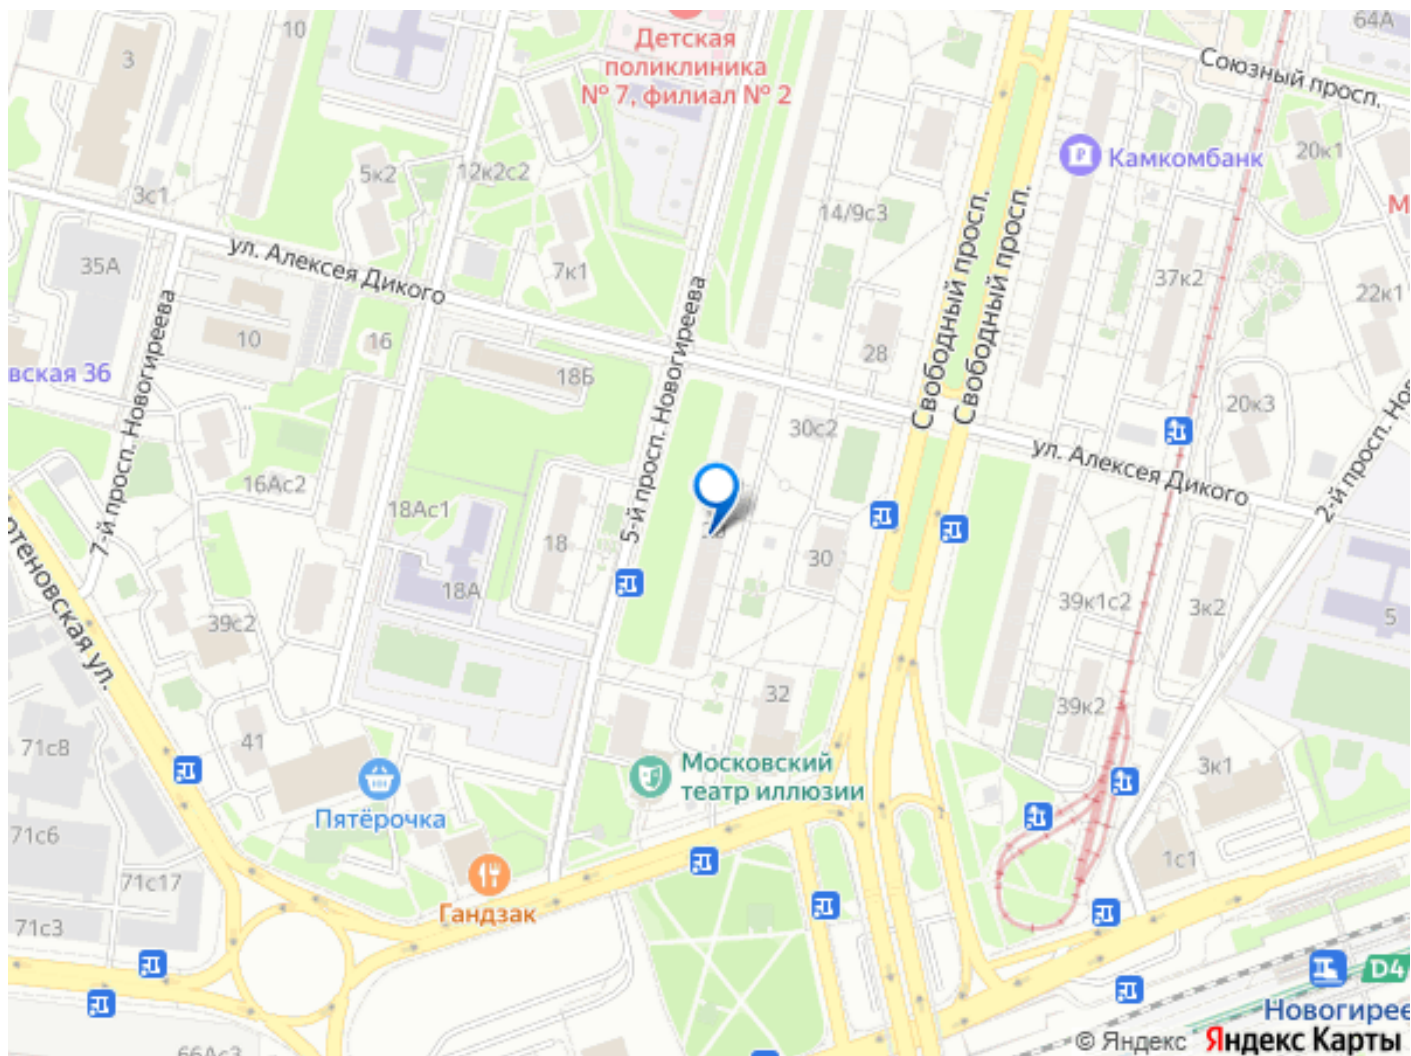 10
64А
3
Детская
поликлиника
№ 7, филиал № 2
Союзный просп.
Камкомбанк
20к1
3с1
5к2
12к2с2
14/9с3
Свободный просп.
Свободный просп.
М
ул. Алексея Дикого
35А
7к1
37к2
22к1
7-й просп. Новогиреева
5-й просп. Новогиреева
10
16
28
вская 36
18Б
20к3
30с2
ул. Алексея Дикого
2-й просп. Нов
16Ас2
18Ас1
18
30
18А
39к1с2
3к2
5
39с2
ртеновская ул.
32
39к2
41
71с8
Московский
театр иллюзии
3к1
Пятёрочка
71с6
1с1
71с17
Гандзак
71с3
D4
Новогирее
66Ас3
© Яндекс Яндекс Карты